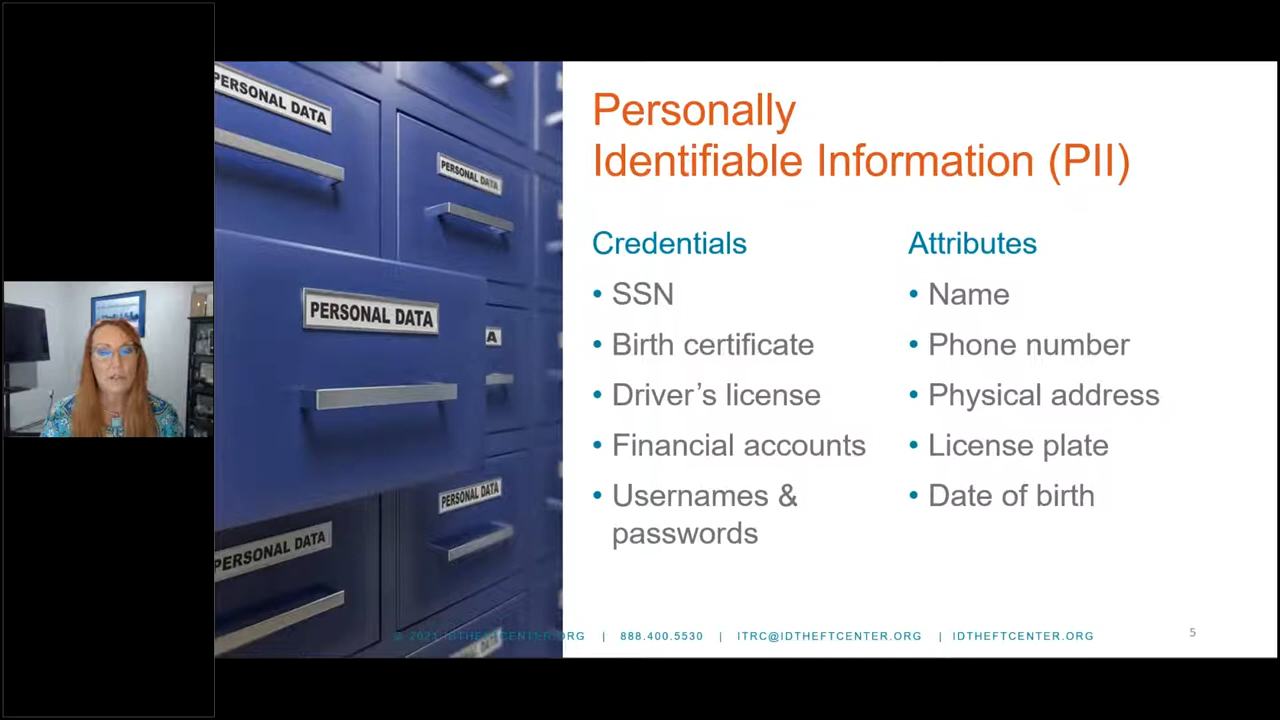 PERSONAL DATA
PERSONAL DATA
PERSONAL DATA
A
PERSONAL DATA
PERSONAL DATA
Personally
Identifiable Information (PII)
Credentials
• SSN
• Birth certificate
• Driver's license
• Financial accounts
• Usernames &
passwords
Attributes
• Name
• Phone number
• Physical address
• License plate
• Date of birth
IDTHEFTCENTER.ORG | 888.400.5530 | ITRC@IDTHEFTCENTER.ORG | IDTHEFTCENTER.ORG
5